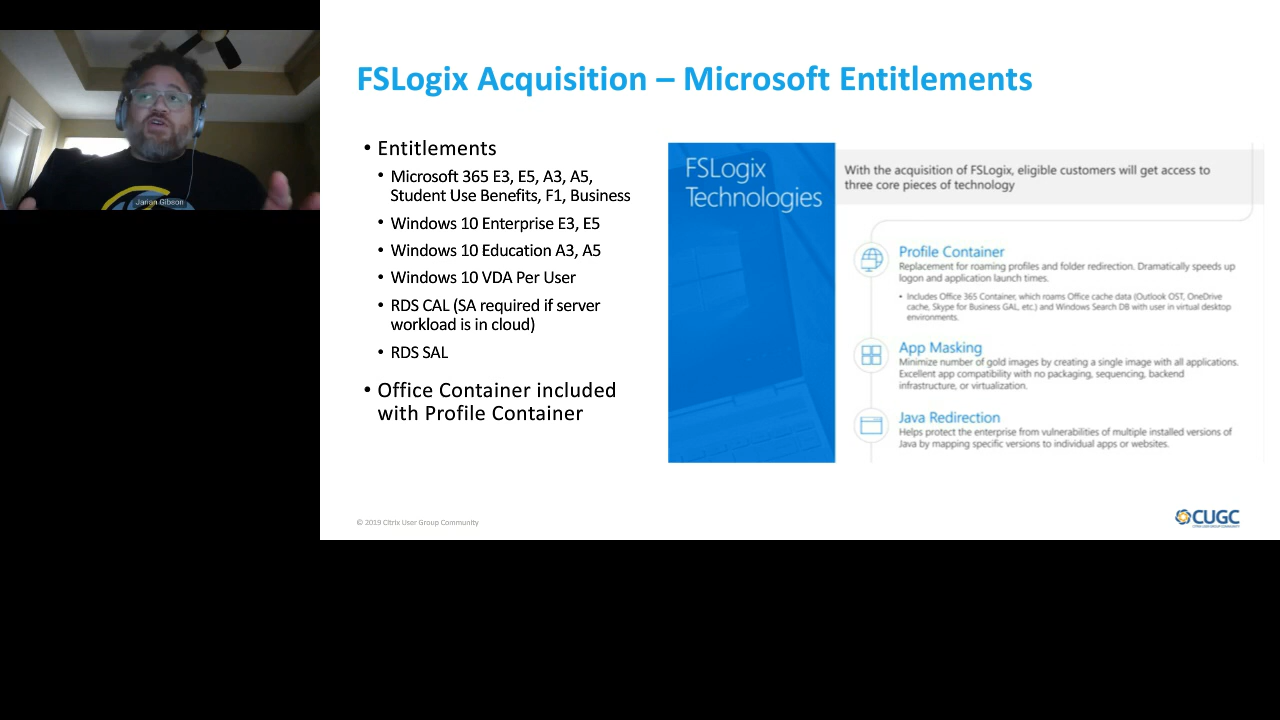 Jarian Gibson
FSLogix Acquisition – Microsoft Entitlements
• Entitlements
• Microsoft 365 E3, E5, A3, A5,
Student Use Benefits, F1, Business
• Windows 10 Enterprise E3, E5
• Windows 10 Education A3, A5
• Windows 10 VDA Per User
• RDS CAL (SA required if server
workload is in cloud)
• RDS SAL
• Office Container included
with Profile Container
FSLogix
Technologies
With the acquisition of FSLogix, eligible customers will get access to
three core pieces of technology
Profile Container
Replacement for roaming profiles and folder redirection. Dramatically speeds up
logon and application launch times.
• Includes Office 365 Container, which roams Office cache data (Outlook OST, OneDrive
cache, Skype for Business GAL, etc.) and Windows Search DB with user in virtual desktop
environments.
App Masking
Minimize number of gold images by creating a single image with all applications.
Excellent app compatibility with no packaging, sequencing, backend
infrastructure, or virtualization.
Java Redirection
Helps protect the enterprise from vulnerabilities of multiple installed versions of
Java by mapping specific versions to individual apps or websites.
© 2019 Citrix User Group Community
CUGC
CITRIX USER GROUP COMMUNITY